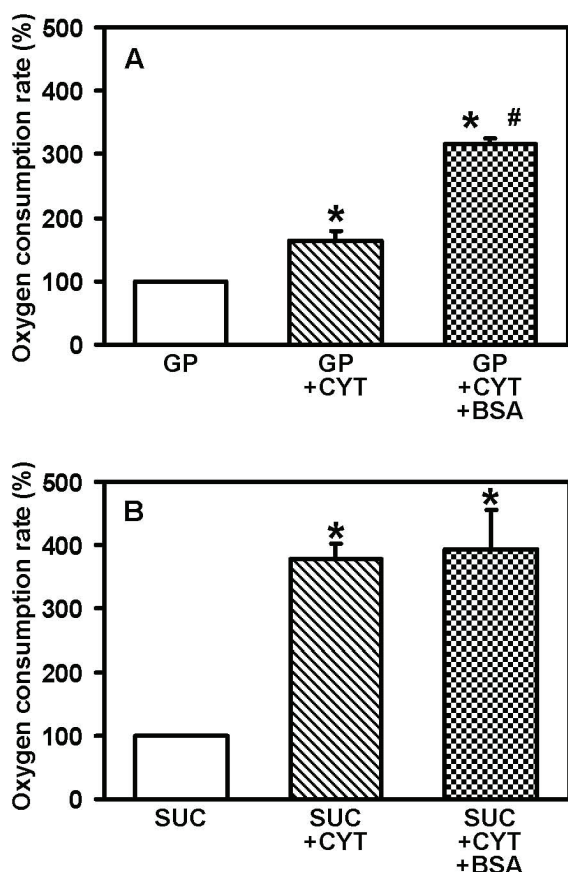 Oxygen consumption rate (%)
500
400
300
200
100
0
A
*
*
#
GP
GP
+CYT
GP
+CYT
+BSA
Oxygen consumption rate (%)
500
400
300
200
100
0
B
*
*
SUC
SUC
+CYT
SUC
+CYT
+BSA